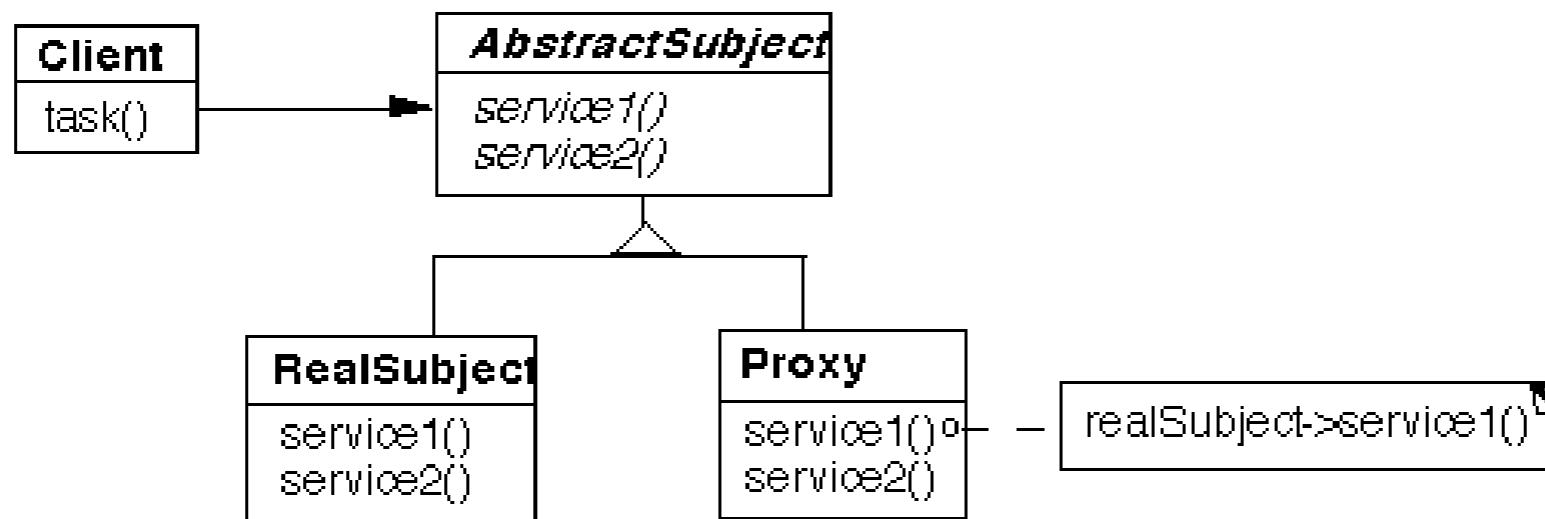 Client
task()
AbstractSubject
service1()
service2()
RealSubject
service1()
service2()
Proxy
service1()
service2()
realSubject->service1()